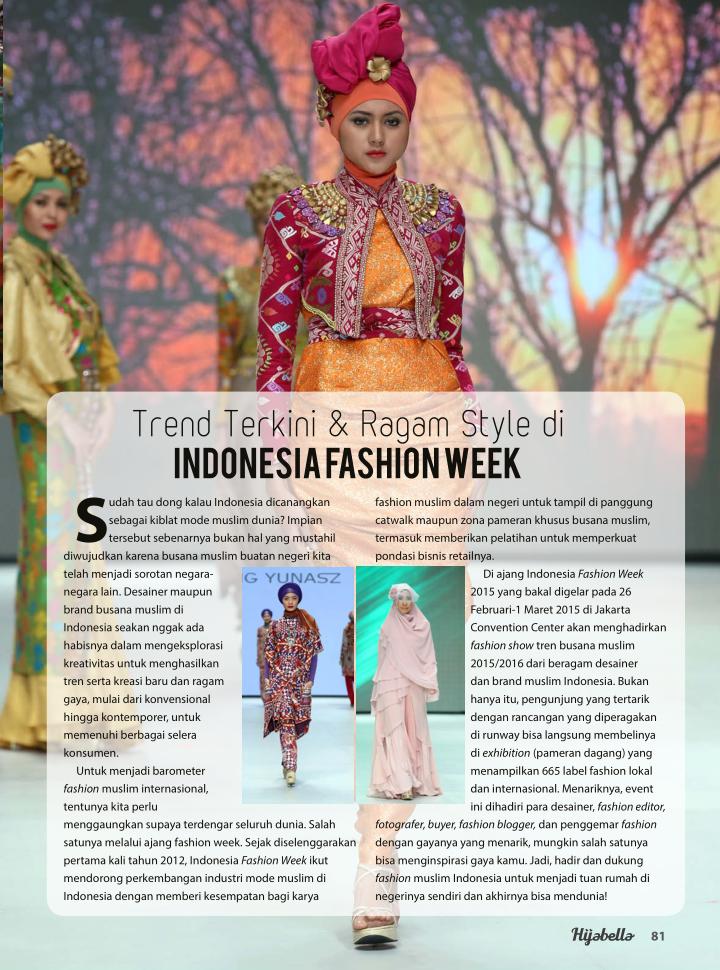 Trend Terkini & Ragam Style di
INDONESIA FASHION WEEK
Sudah tau dong kalau Indonesia dicanangkan
sebagai kiblat mode muslim dunia? Impian
tersebut sebenarnya bukan hal yang mustahil
diwujudkan karena busana muslim buatan negeri kita
telah menjadi sorotan negara-
negara lain. Desainer maupun
brand busana muslim di
Indonesia seakan nggak ada
habisnya dalam mengeksplorasi
kreativitas untuk menghasilkan
tren serta kreasi baru dan ragam
gaya, mulai dari konvensional
hingga kontemporer, untuk
memenuhi berbagai selera
konsumen.
Untuk menjadi barometer
fashion muslim internasional,
tentunya kita perlu
menggaungkan supaya terdengar seluruh dunia. Salah
satunya melalui ajang fashion week. Sejak diselenggarakan
pertama kali tahun 2012, Indonesia Fashion Week ikut
mendorong perkembangan industri mode muslim di
Indonesia dengan memberi kesempatan bagi karya
fashion muslim dalam negeri untuk tampil di panggung
catwalk maupun zona pameran khusus busana muslim,
termasuk memberikan pelatihan untuk memperkuat
pondasi bisnis retailnya.
Di ajang Indonesia Fashion Week
2015 yang bakal digelar pada 26
Februari-1 Maret 2015 di Jakarta
Convention Center akan menghadirkan
fashion show tren busana muslim
2015/2016 dari beragam desainer
dan brand muslim Indonesia. Bukan
hanya itu, pengunjung yang tertarik
dengan rancangan yang diperagakan
di runway bisa langsung membelinya
di exhibition (pameran dagang) yang
menampilkan 665 label fashion lokal
dan internasional. Menariknya, event
ini dihadiri para desainer, fashion editor,
fotografer, buyer, fashion blogger, dan penggemar fashion
dengan gayanya yang menarik, mungkin salah satunya
bisa menginspirasi gaya kamu. Jadi, hadir dan dukung
fashion muslim Indonesia untuk menjadi tuan rumah di
negerinya sendiri dan akhirnya bisa mendunia!
G YUNASZ
Hijabella 81